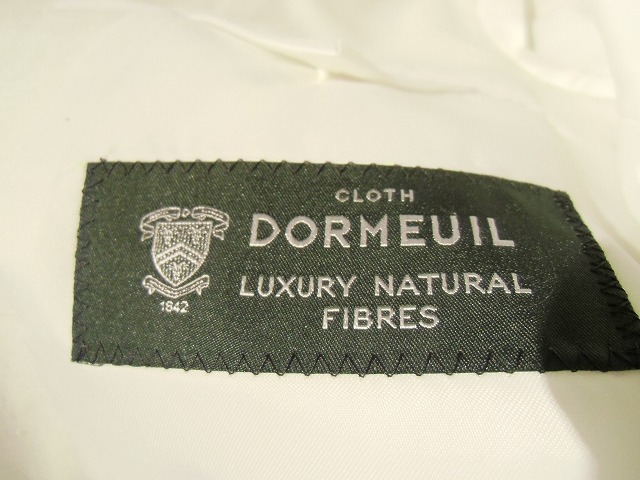 CLOTH
DORMEUIL
LUXURY NATURAL
FIBRES
1842